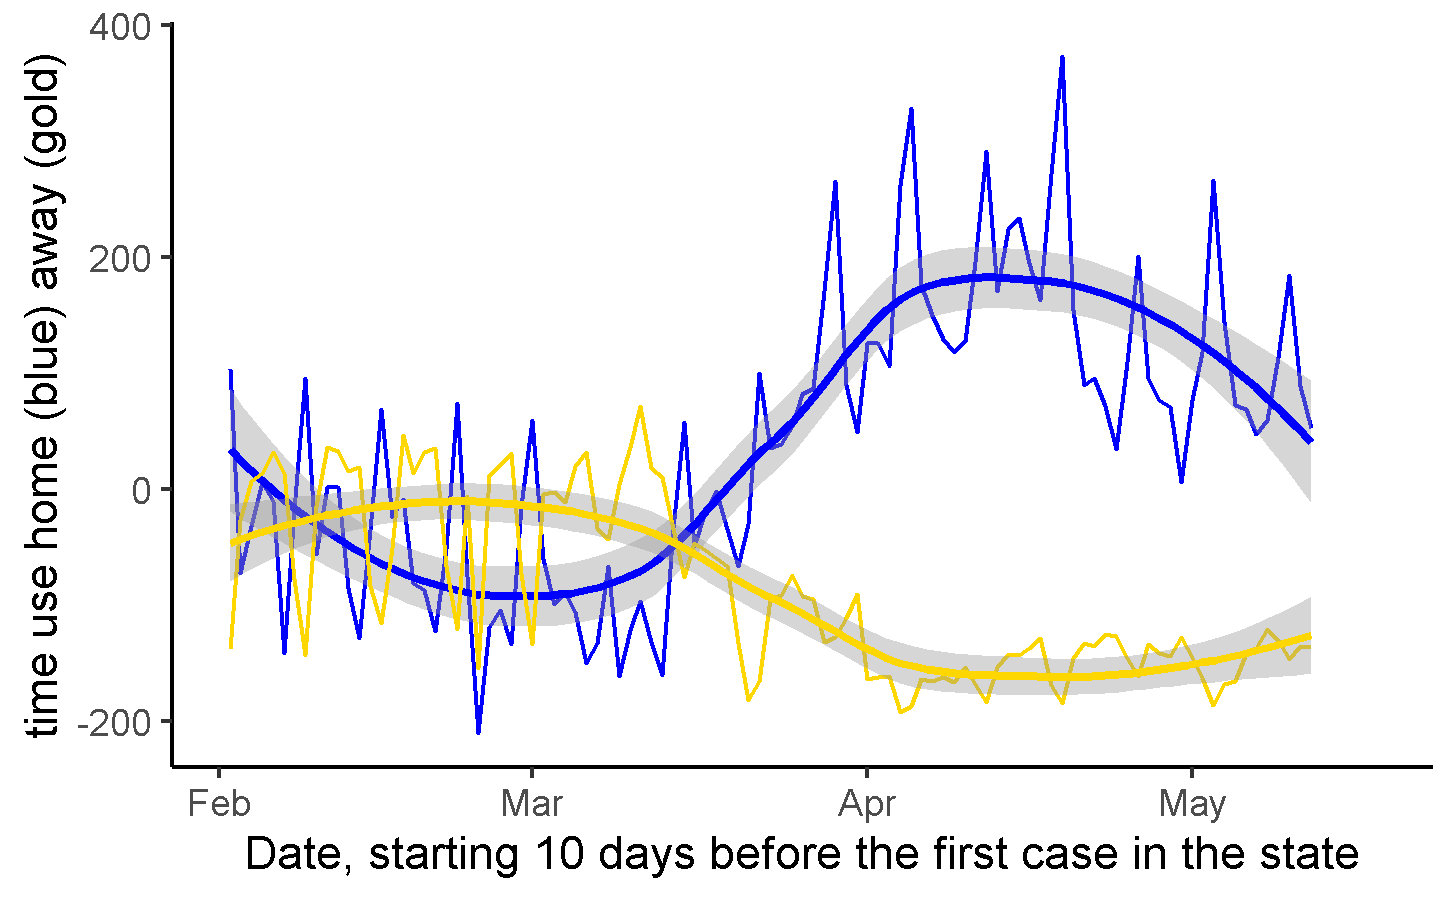 time use home (blue) away (gold)
400
200
0
-200
Feb Mar Apr May
Date, starting 10 days before the first case in the state